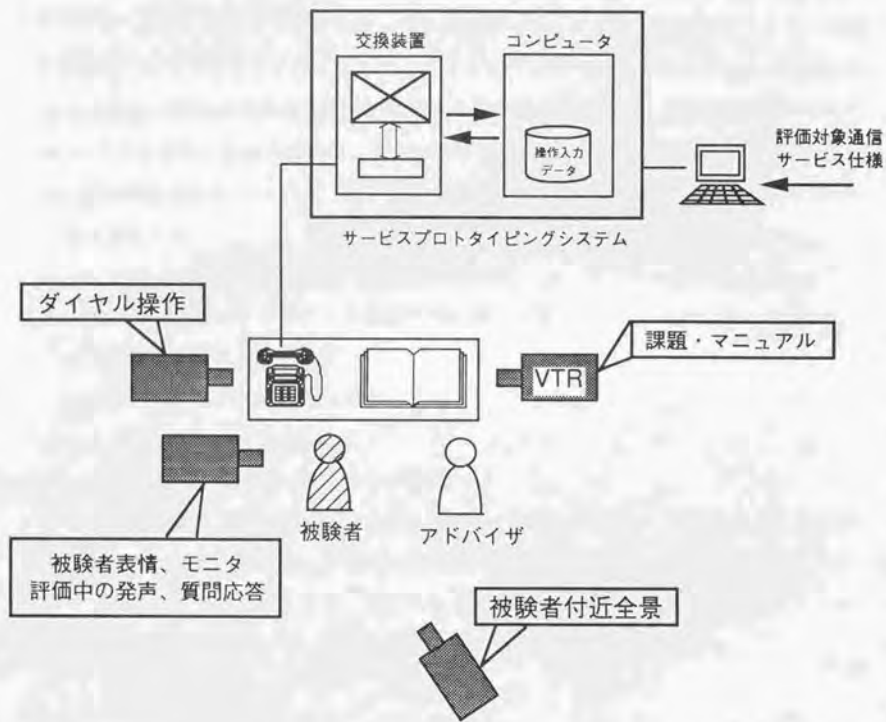 交換装置
コンピュータ
操作入力
データ
評価対象通信
サービス仕様
サービスプロトタイピングシステム
ダイヤル操作
課題・マニュアル
VTR
被験者
アドバイザ
被験者表情、モニタ
評価中の発声、質問応答
被験者付近全景